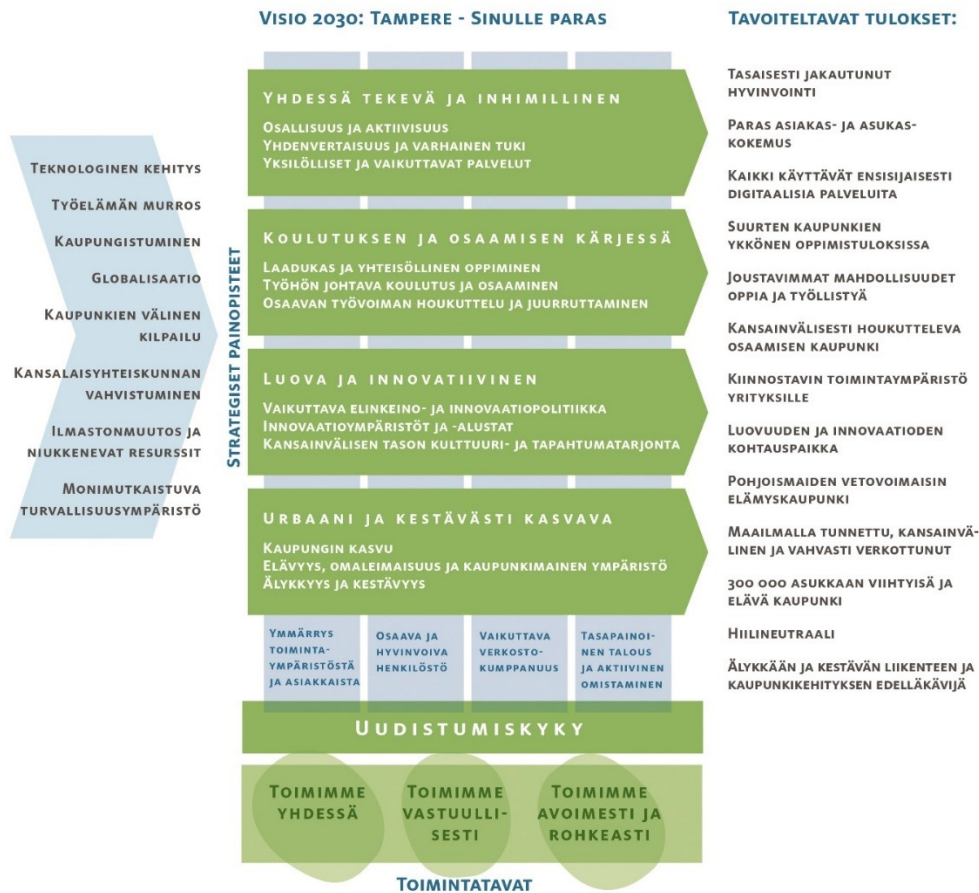 Visio 2030: Tampere - Sinulle paras
Tavoiteltavat tulokset:
Teknologinen kehitys
Työelämän murros
Kaupungistuminen
Globalisaatio
Kaupunkien välinen
kilpailu
Kansalaisyhteiskunnan
vahvistuminen
Ilmastonmuutos ja
niukkenevat resurssit
Monimutkaistuva
turvallisuusympäristö
Strategiset painopisteet
Yhdessä tekevä ja inhimillinen
Osallisuus ja aktiivisuus
Yhdenvertaisuus ja varhainen tuki
Yksilölliset ja vaikuttavat palvelut
Koulutuksen ja osaamisen kärjessä
Laadukas ja yhteisöllinen oppiminen
Työhön johtava koulutus ja osaaminen
Osaavan työvoiman houkuttelu ja juurruttaminen
Luova ja innovatiivinen
Vaikuttava elinkeino- ja innovaatiopolitiikka
Innovaatioympäristöt ja -alustat
Kansainvälisen tason kulttuuri- ja tapahtumatarjonta
Urbaani ja kestävästi kasvava
Kaupungin kasvu
Elävyys, omaleimaisuus ja kaupunkimainen ympäristö
Älykkyys ja kestävyys
Ymmärrys
toiminta-
ympäristöstä
ja asiakkaista
Osaava ja
hyvinvoiva
henkilöstö
Vaikuttava
verkosto-
kumppanuus
Tasapainoi-
nen talous
ja aktiivinen
omistaminen
Uudistumiskyky
Toimimme
yhdessä
Toimimme
vastuulli-
sesti
Toimimme
avoimesti ja
rohkeasti
Toimintatavat
Tasaisesti jakautunut
hyvinvointi
Paras asiakas- ja asukas-
kokemus
Kaikki käyttävät ensisijaisesti
digitaalisia palveluita
Suurten kaupunkien
ykkönen oppimistuloksissa
Joustavimmat mahdollisuudet
oppia ja työllistyä
Kansainvälisesti houkutteleva
osaamisen kaupunki
Kiinnostavin toimintaympäristö
yrityksille
Luovuuden ja innovaatioden
kohtauspaikka
Pohjoismaiden vetovoimaisin
elämyskaupunki
Maailmalla tunnettu, kansainvä-
linen ja vahvasti verkottunut
300 000 asukkaan viihtyisä ja
elävä kaupunki
Hiilineutraali
Älykkään ja kestävän liikenteen ja
kaupunkikehityksen edelläkävijä